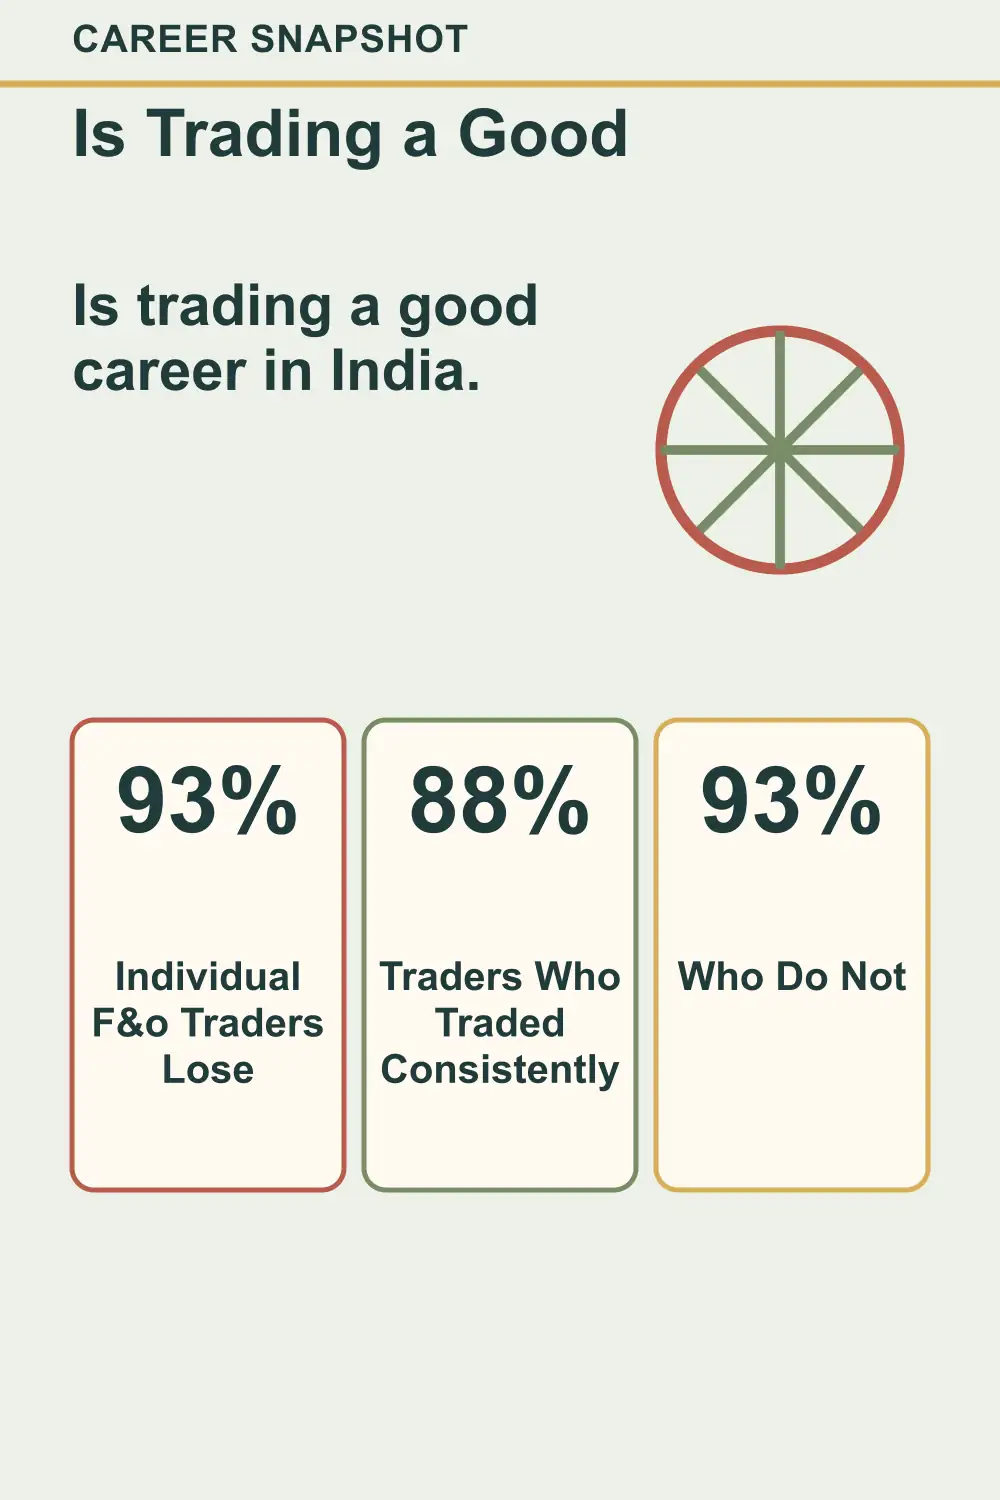 CAREER SNAPSHOT
Is Trading a Good
Is trading a good
career in India.
93%
Individual
F&o Traders
Lose
88%
Traders Who
Traded
Consistently
93%
Who Do Not